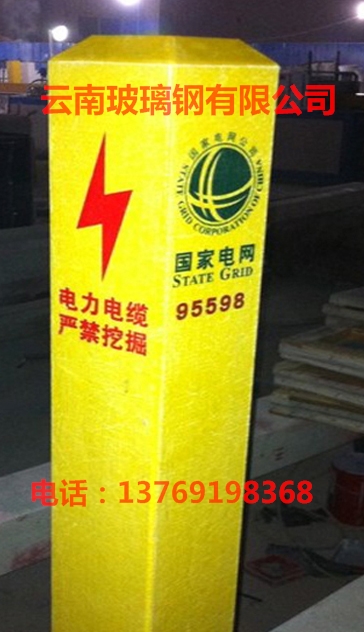 云南玻璃钢有限公司
国家电网公司
STATE GRID CORPORATION OF CHINA
国家电网
STATE GRID
95598
电力电缆
严禁挖掘
电话：13769198368